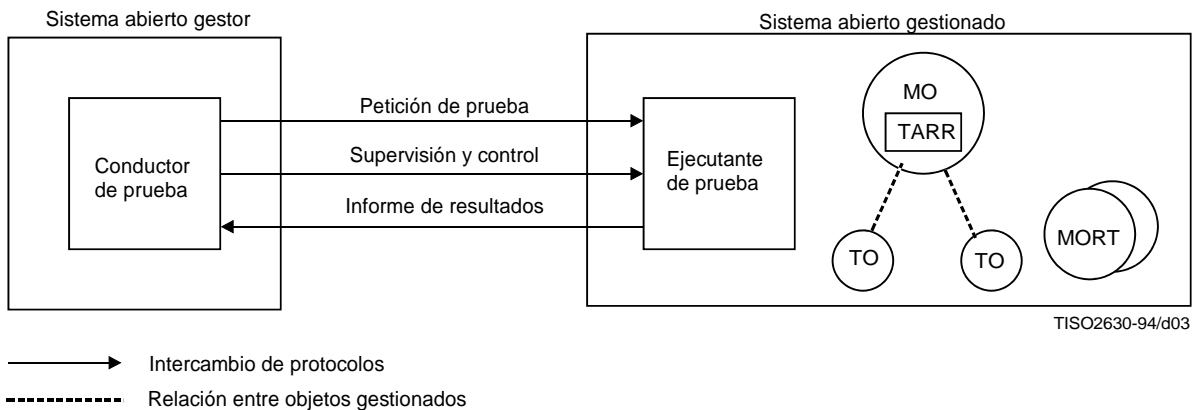 Sistema abierto gestor
Sistema abierto gestionado
Conductor
de prueba
Petición de prueba
Supervisión y control
Informe de resultados
Ejecutante
de prueba
MO
TARR
TO
TO
MORT
TISO2630-94/d03
Intercambio de protocolos
Relación entre objetos gestionados